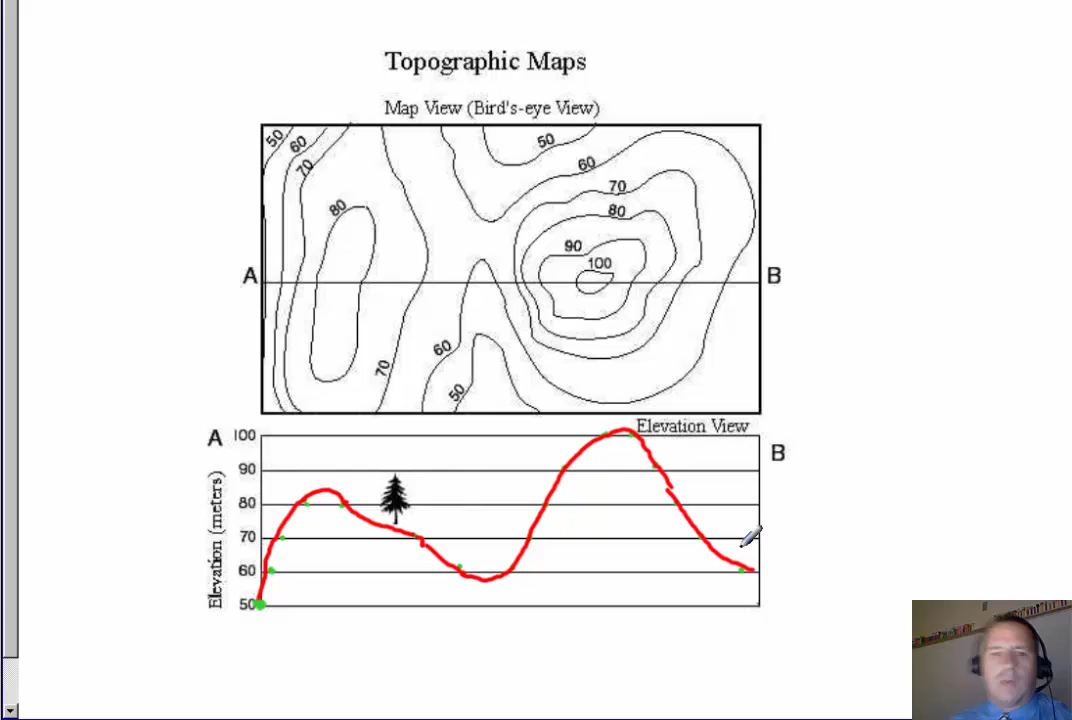 Topographic Maps
Map View (Bird's-eye View)
50 60 70 80 50 60 70 80 90 100
A B
70 60 50
Elevation View
A 100 B
90
80
70
60
50
Elevation (meters)